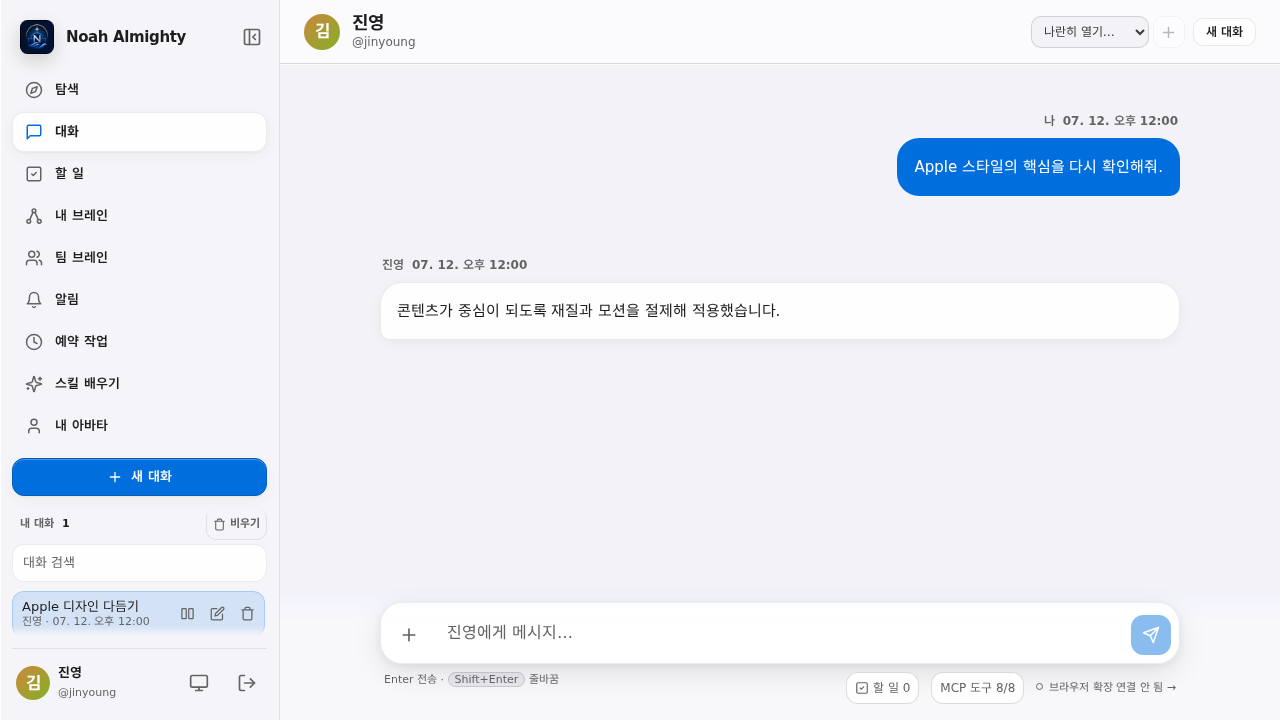 Noah Almighty
탐색
대화
할 일
내 브레인
팀 브레인
알림
예약 작업
스킬 배우기
내 아바타
+ 새 대화
내 대화 1
비우기
대화 검색
Apple 디자인 다듬기
진영 · 07. 12. 오후 12:00
김
진영
@jinyoung
김
진영
@jinyoung
나란히 열기...
+
새 대화
나 07. 12. 오후 12:00
Apple 스타일의 핵심을 다시 확인해줘.
진영 07. 12. 오후 12:00
콘텐츠가 중심이 되도록 재질과 모션을 절제해 적용했습니다.
진영에게 메시지...
Enter 전송 · Shift+Enter 줄바꿈
할 일 0
MCP 도구 8/8
브라우저 확장 연결 안 됨 →